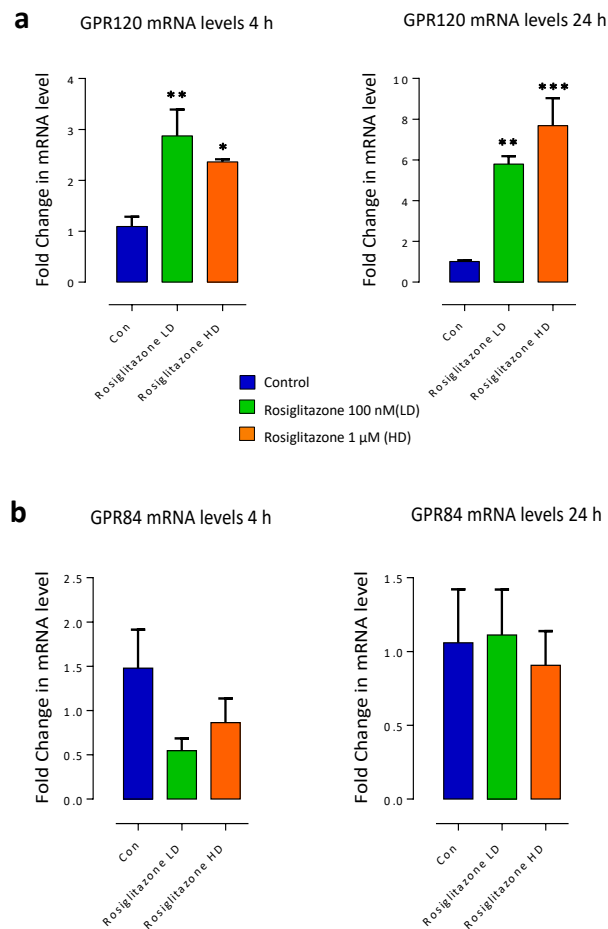 a
GPR120 mRNA levels 4 h
GPR120 mRNA levels 24 h
Fold Change in mRNA level
4
3
2
1
0
**
*
Con
Rosiglitazone LD
Rosiglitazone HD
Fold Change in mRNA level
10
8
6
4
2
0
**
***
Con
Rosiglitazone LD
Rosiglitazone HD
Control
Rosiglitazone 100 nM(LD)
Rosiglitazone 1 µM (HD)
b
GPR84 mRNA levels 4 h
GPR84 mRNA levels 24 h
Fold Change in mRNA level
2.5
2.0
1.5
1.0
0.5
0.0
Con
Rosiglitazone LD
Rosiglitazone HD
Fold Change in mRNA level
1.5
1.0
0.5
0.0
Con
Rosiglitazone LD
Rosiglitazone HD